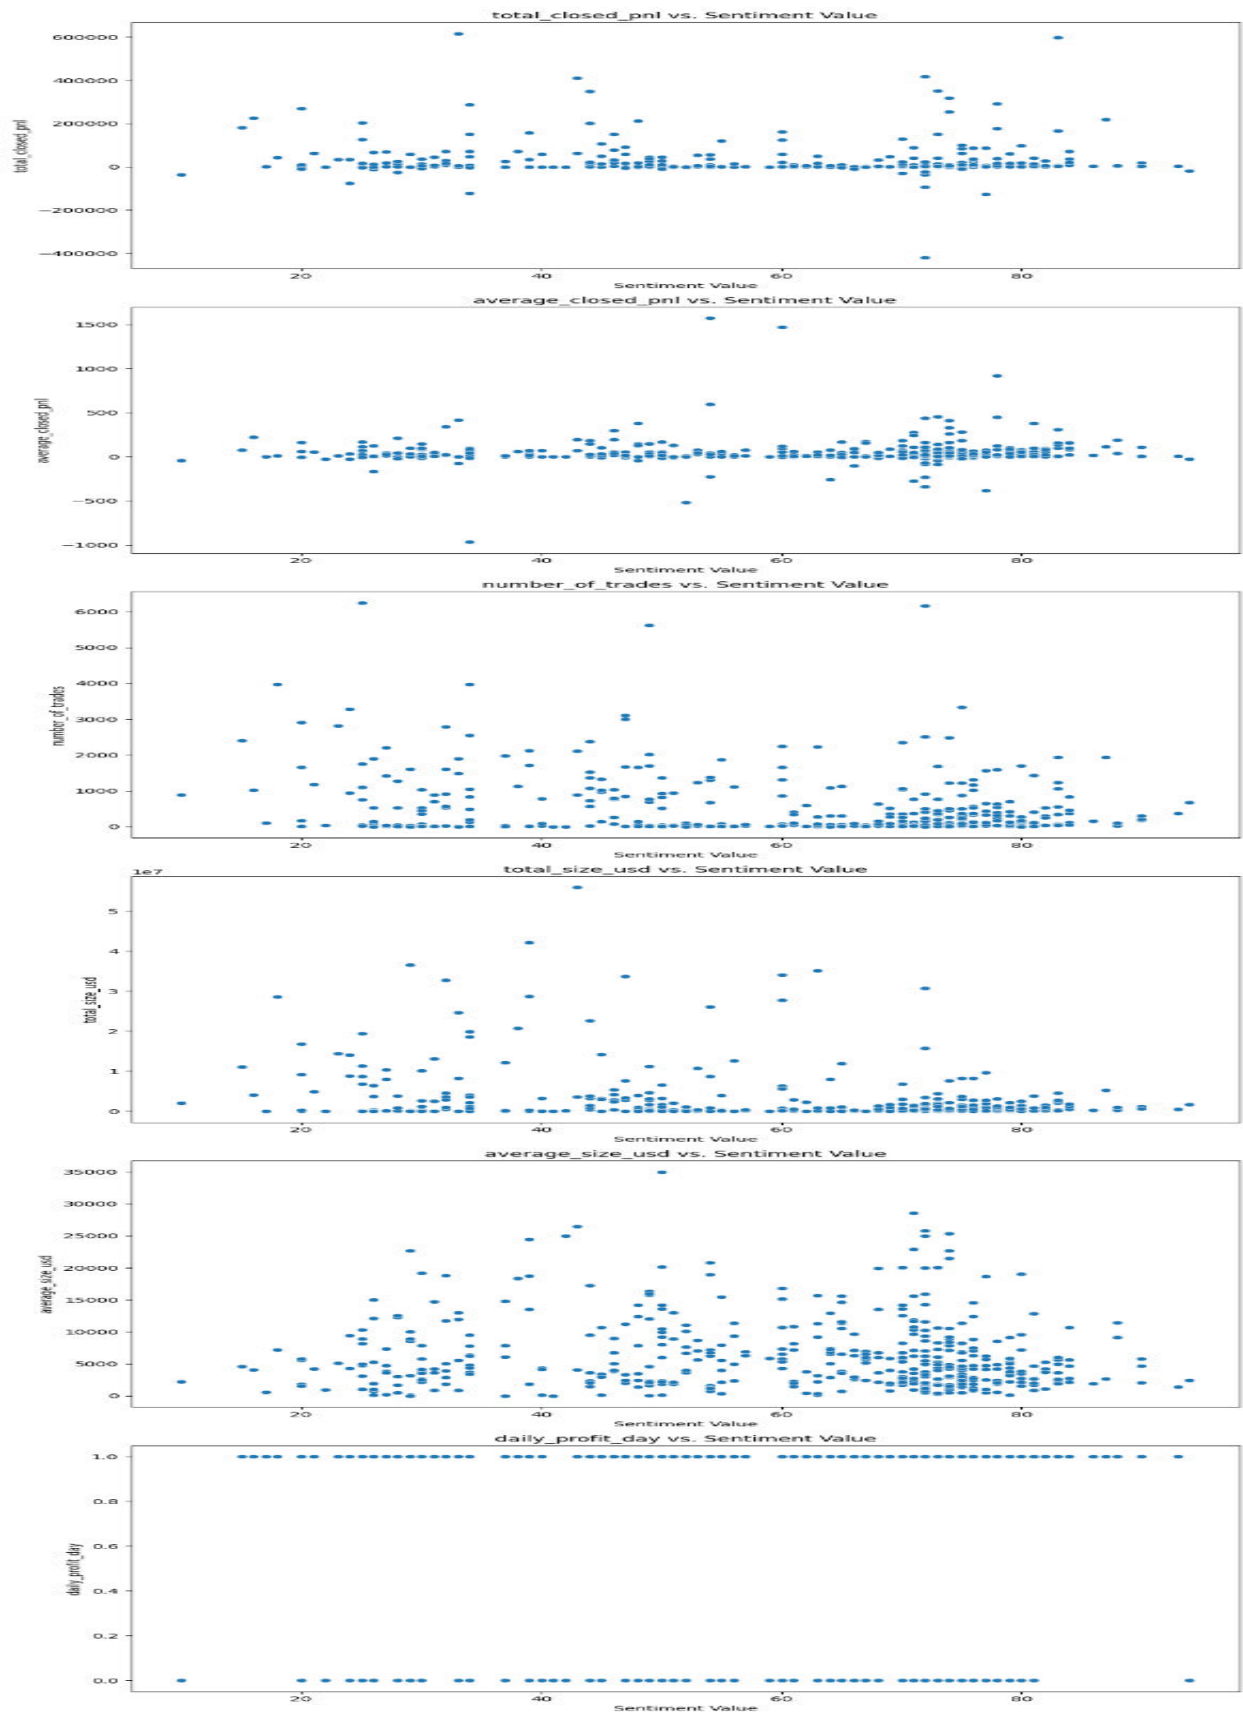 total_closed_pnl vs. Sentiment Value
600000
400000
200000
0
−200000
−400000
total_closed_pnl
20 40 60 80
Sentiment Value
average_closed_pnl vs. Sentiment Value
1500
1000
500
0
−500
−1000
average_closed_pnl
20 40 60 80
Sentiment Value
number_of_trades vs. Sentiment Value
6000
5000
4000
3000
2000
1000
0
number_of_trades
20 40 60 80
Sentiment Value
total_size_usd vs. Sentiment Value
1e7
5
4
3
2
1
0
total_size_usd
20 40 60 80
Sentiment Value
average_size_usd vs. Sentiment Value
35000
30000
25000
20000
15000
10000
5000
0
average_size_usd
20 40 60 80
Sentiment Value
daily_profit_day vs. Sentiment Value
1.0
0.8
0.6
0.4
0.2
0.0
daily_profit_day
20 40 60 80
Sentiment Value